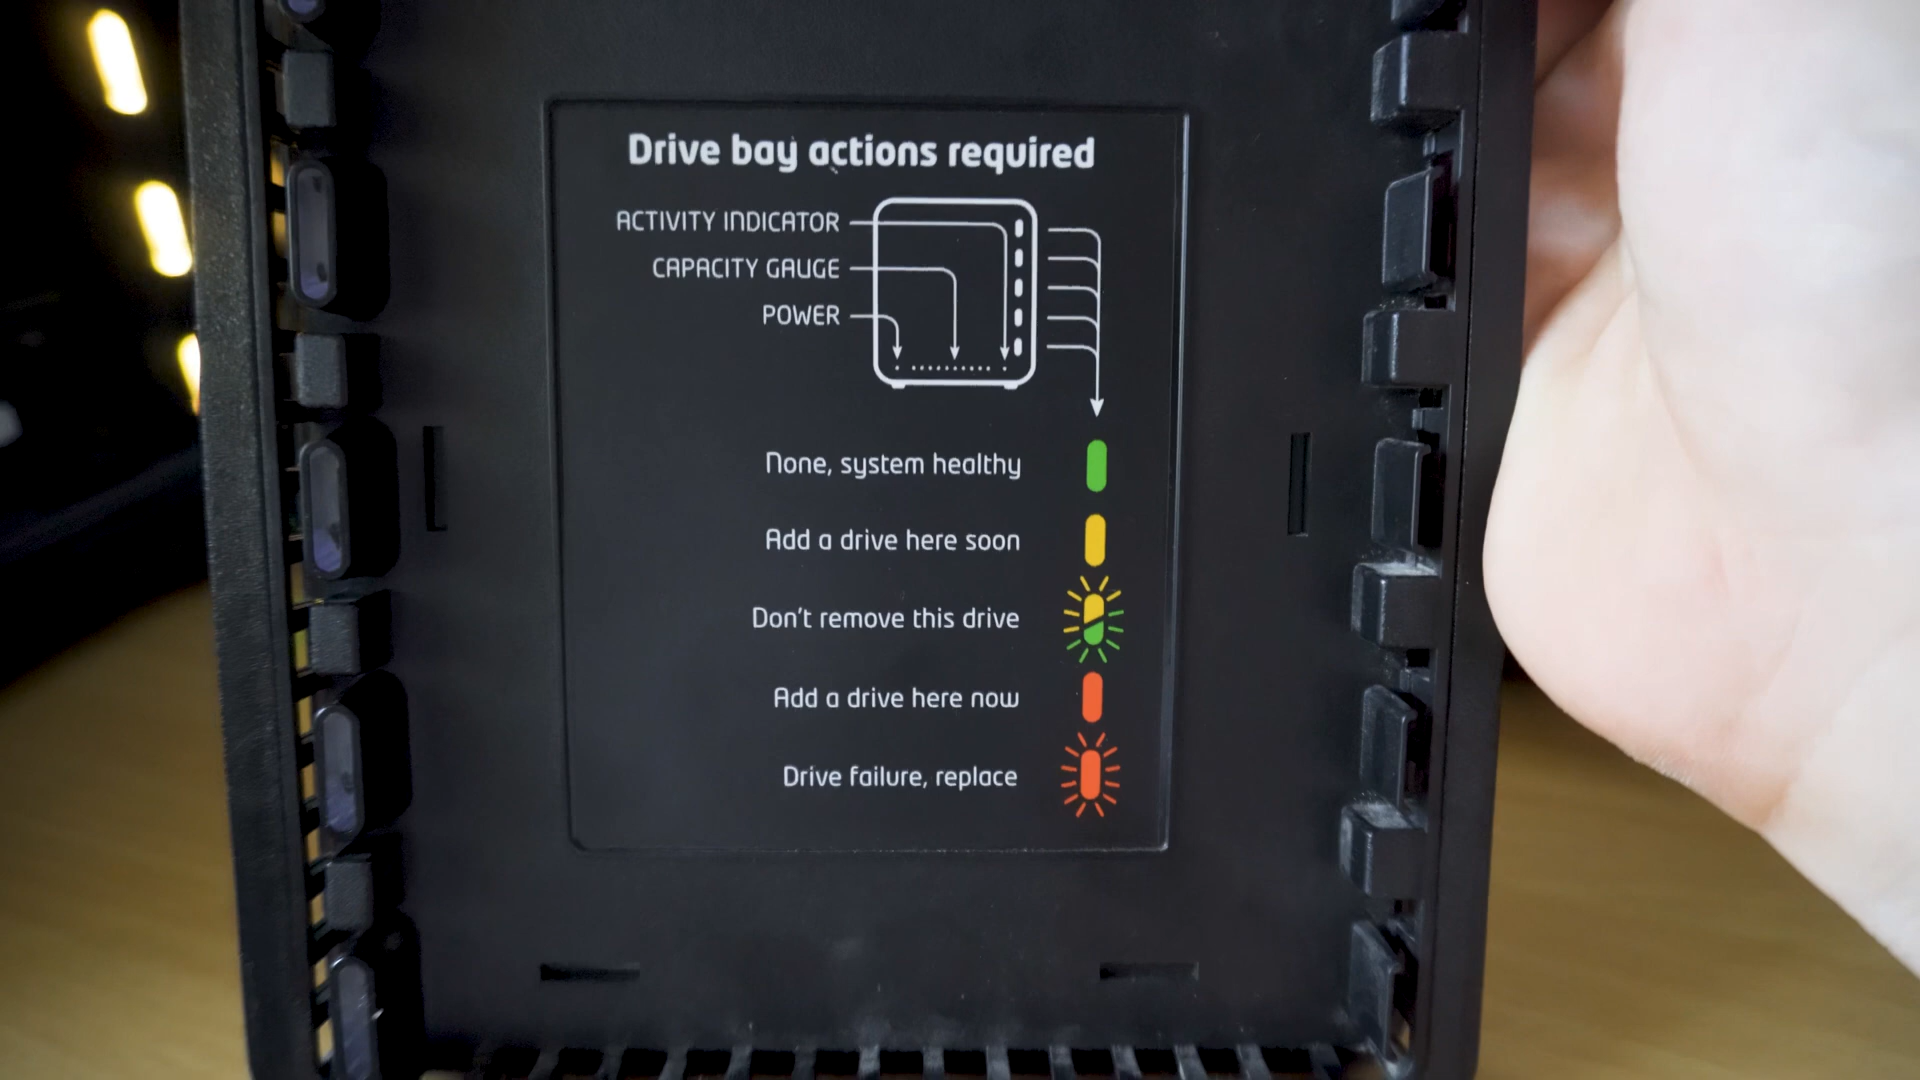 Drive bay actions required
ACTIVITY INDICATOR
CAPACITY GAUGE
POWER
None, system healthy
Add a drive here soon
Don't remove this drive
Add a drive here now
Drive failure, replace